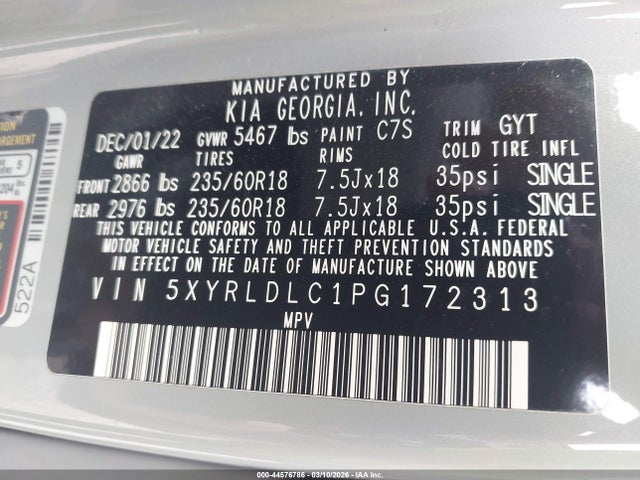 MANUFACTURED BY
KIA GEORGIA, INC.
DEC/01/22 GVWR 5467 lbs PAINT C7S TRIM GYT
GAWR TIRES RIMS COLD TIRE INFL
FRONT 2866 lbs 235/60R18 7.5Jx18 35psi SINGLE
REAR 2976 lbs 235/60R18 7.5Jx18 35psi SINGLE
THIS VEHICLE CONFORMS TO ALL APPLICABLE U.S.A. FEDERAL
MOTOR VEHICLE SAFETY AND THEFT PREVENTION STANDARDS
IN EFFECT ON THE DATE OF MANUFACTURE SHOWN ABOVE
VIN 5XYRLDLC1PG172313
MPV
522A
000-44576786 - 03/10/2026 - IAAI, Inc.